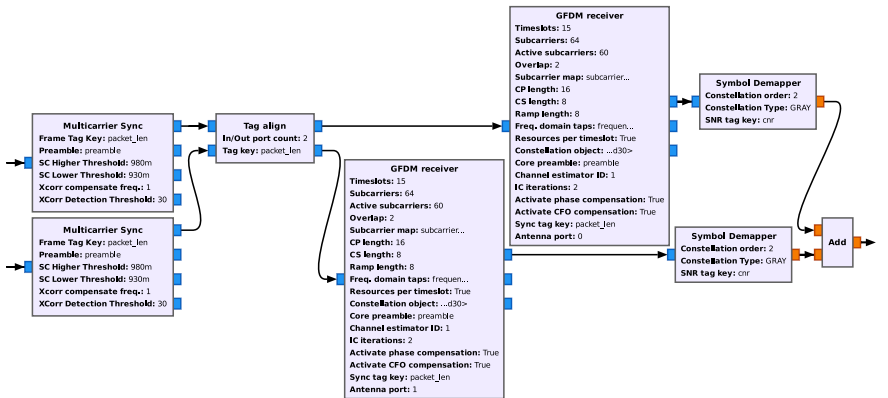 Multicarrier Sync
Frame Tag Key: packet_len
Preamble: preamble
SC Higher Threshold: 980m
SC Lower Threshold: 930m
Xcorr compensate freq.: 1
XCorr Detection Threshold: 30
Multicarrier Sync
Frame Tag Key: packet_len
Preamble: preamble
SC Higher Threshold: 980m
SC Lower Threshold: 930m
Xcorr compensate freq.: 1
XCorr Detection Threshold: 30
Tag align
In/Out port count: 2
Tag key: packet_len
GFDM receiver
Timeslots: 15
Subcarriers: 64
Active subcarriers: 60
Overlap: 2
Subcarrier map: subcarrier...
CP length: 16
CS length: 8
Ramp length: 8
Freq. domain taps: frequen...
Resources per timeslot: True
Constellation object: ...d30>
Core preamble: preamble
Channel estimator ID: 1
IC iterations: 2
Activate phase compensation: True
Activate CFO compensation: True
Sync tag key: packet_len
Antenna port: 1
GFDM receiver
Timeslots: 15
Subcarriers: 64
Active subcarriers: 60
Overlap: 2
Subcarrier map: subcarrier...
CP length: 16
CS length: 8
Ramp length: 8
Freq. domain taps: frequen...
Resources per timeslot: True
Constellation object: ...d30>
Core preamble: preamble
Channel estimator ID: 1
IC iterations: 2
Activate phase compensation: True
Activate CFO compensation: True
Sync tag key: packet_len
Antenna port: 0
Symbol Demapper
Constellation order: 2
Constellation Type: GRAY
SNR tag key: cnr
Symbol Demapper
Constellation order: 2
Constellation Type: GRAY
SNR tag key: cnr
Add